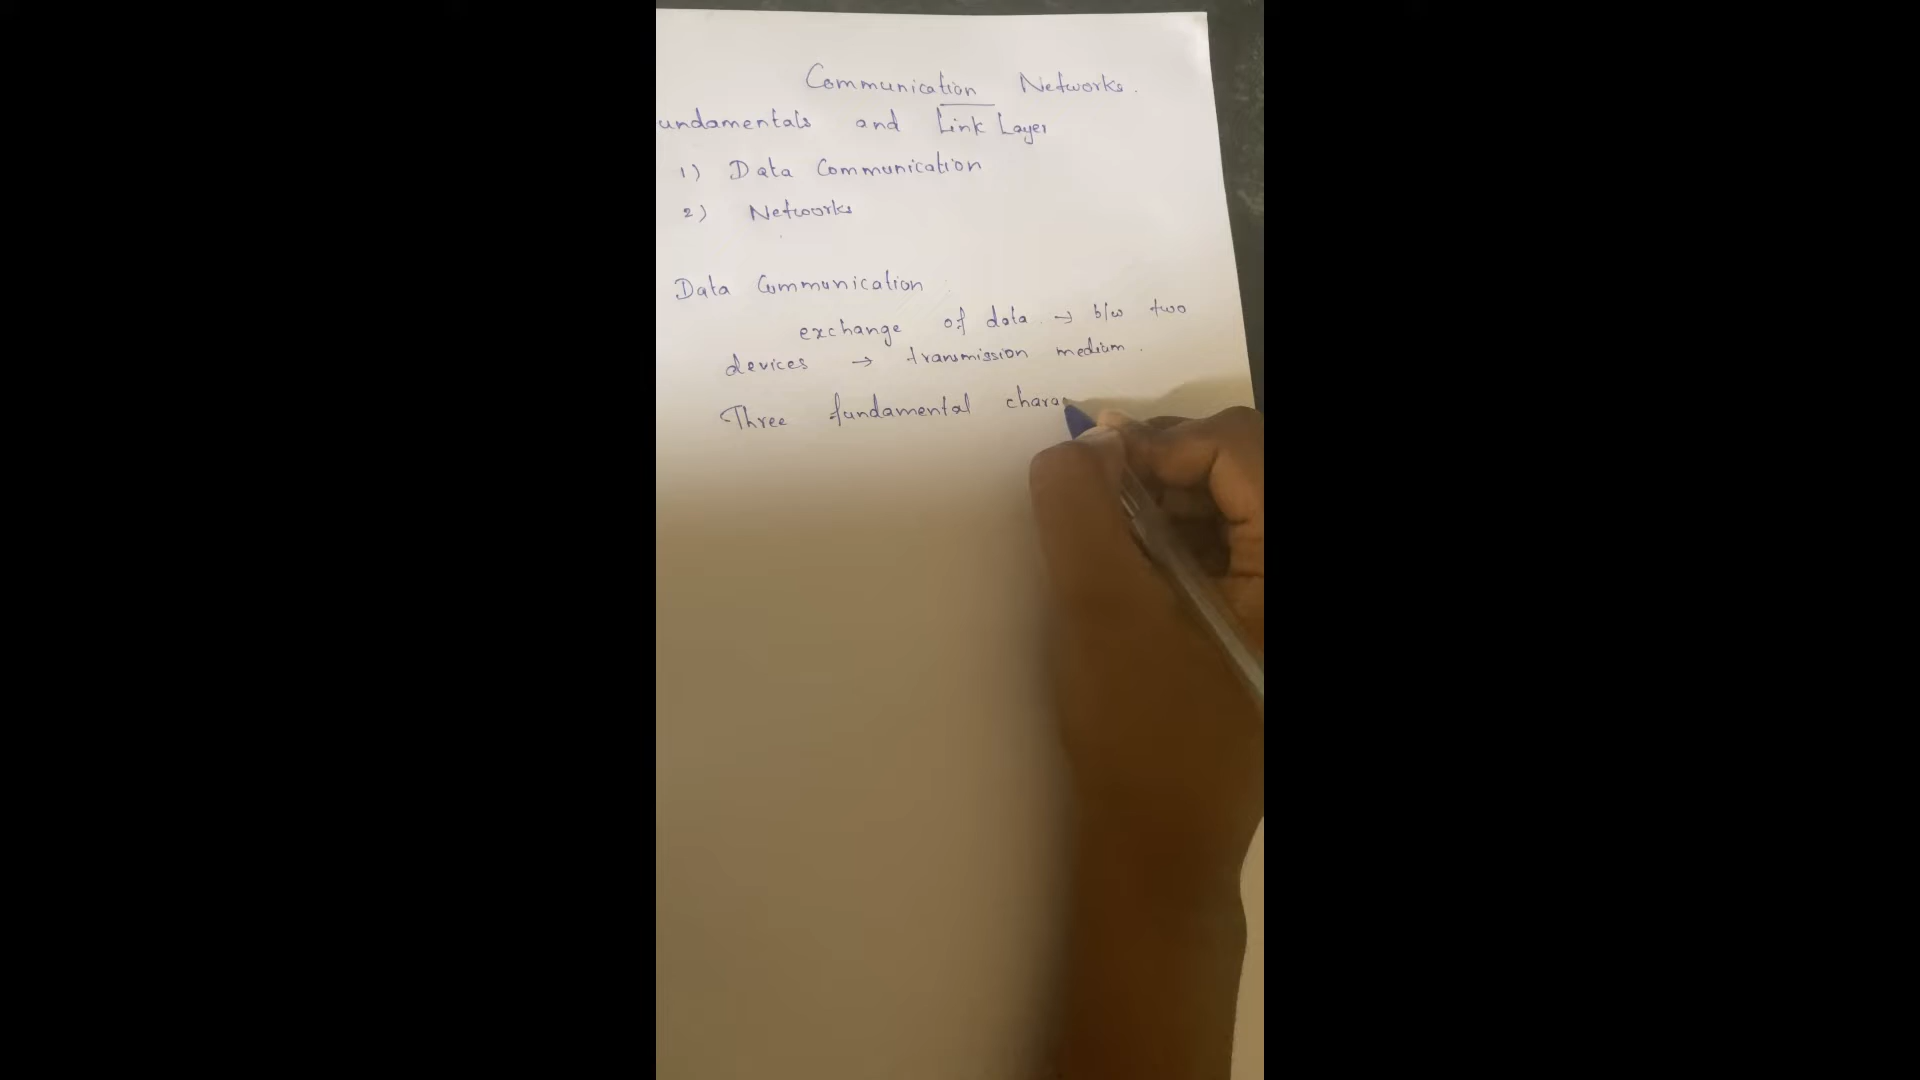 Communication Networks.
undamentals and Link Layer
1) Data Communication
2) Networks
Data Communication
exchange of data → b/w two
devices → transmission medium.
Three fundamental charac